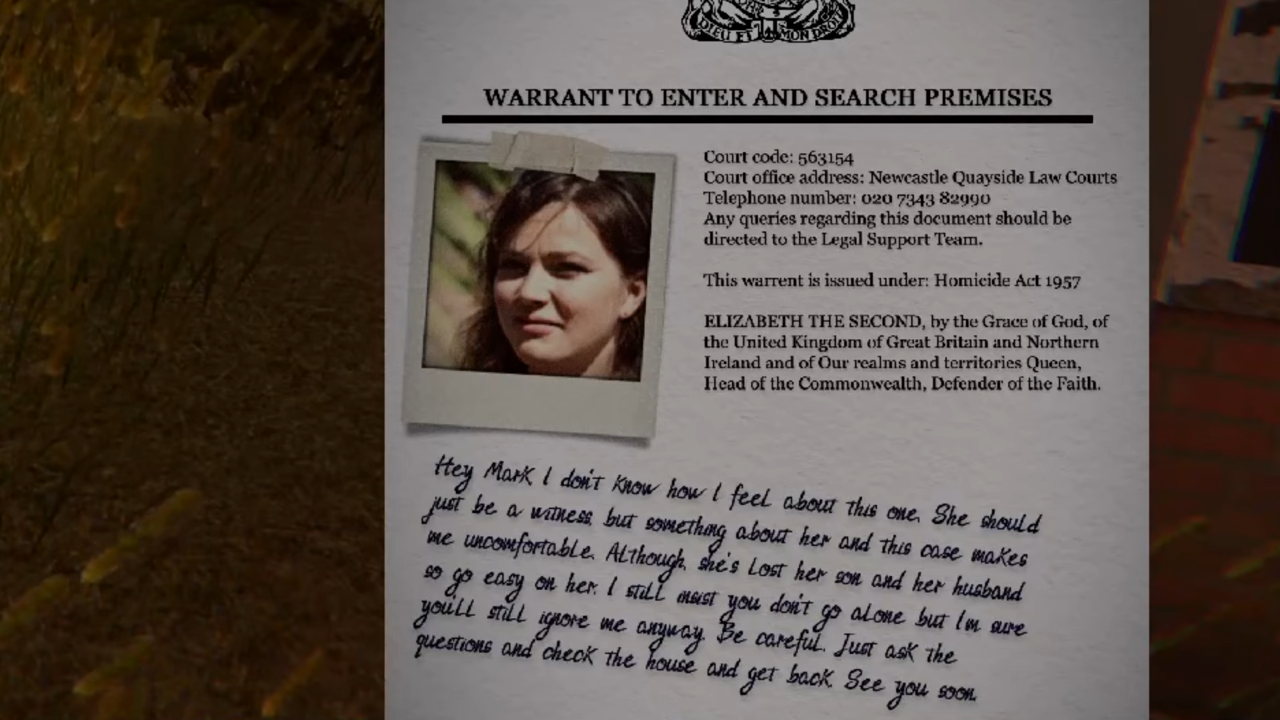 DIEU ET MON DROIT
WARRANT TO ENTER AND SEARCH PREMISES
Court code: 563154
Court office address: Newcastle Quayside Law Courts
Telephone number: 020 7343 82990
Any queries regarding this document should be
directed to the Legal Support Team.
This warrent is issued under: Homicide Act 1957
ELIZABETH THE SECOND, by the Grace of God, of
the United Kingdom of Great Britain and Northern
Ireland and of Our realms and territories Queen,
Head of the Commonwealth, Defender of the Faith.
Hey Mark I don't know how I feel about this one. She should
just be a witness, but something about her and this case makes
me uncomfortable. Although, she's lost her son and her husband
so go easy on her. I still insist you don't go alone but I'm sure
you'll still ignore me anyway. Be careful. Just ask the
questions and check the house and get back. See you soon.